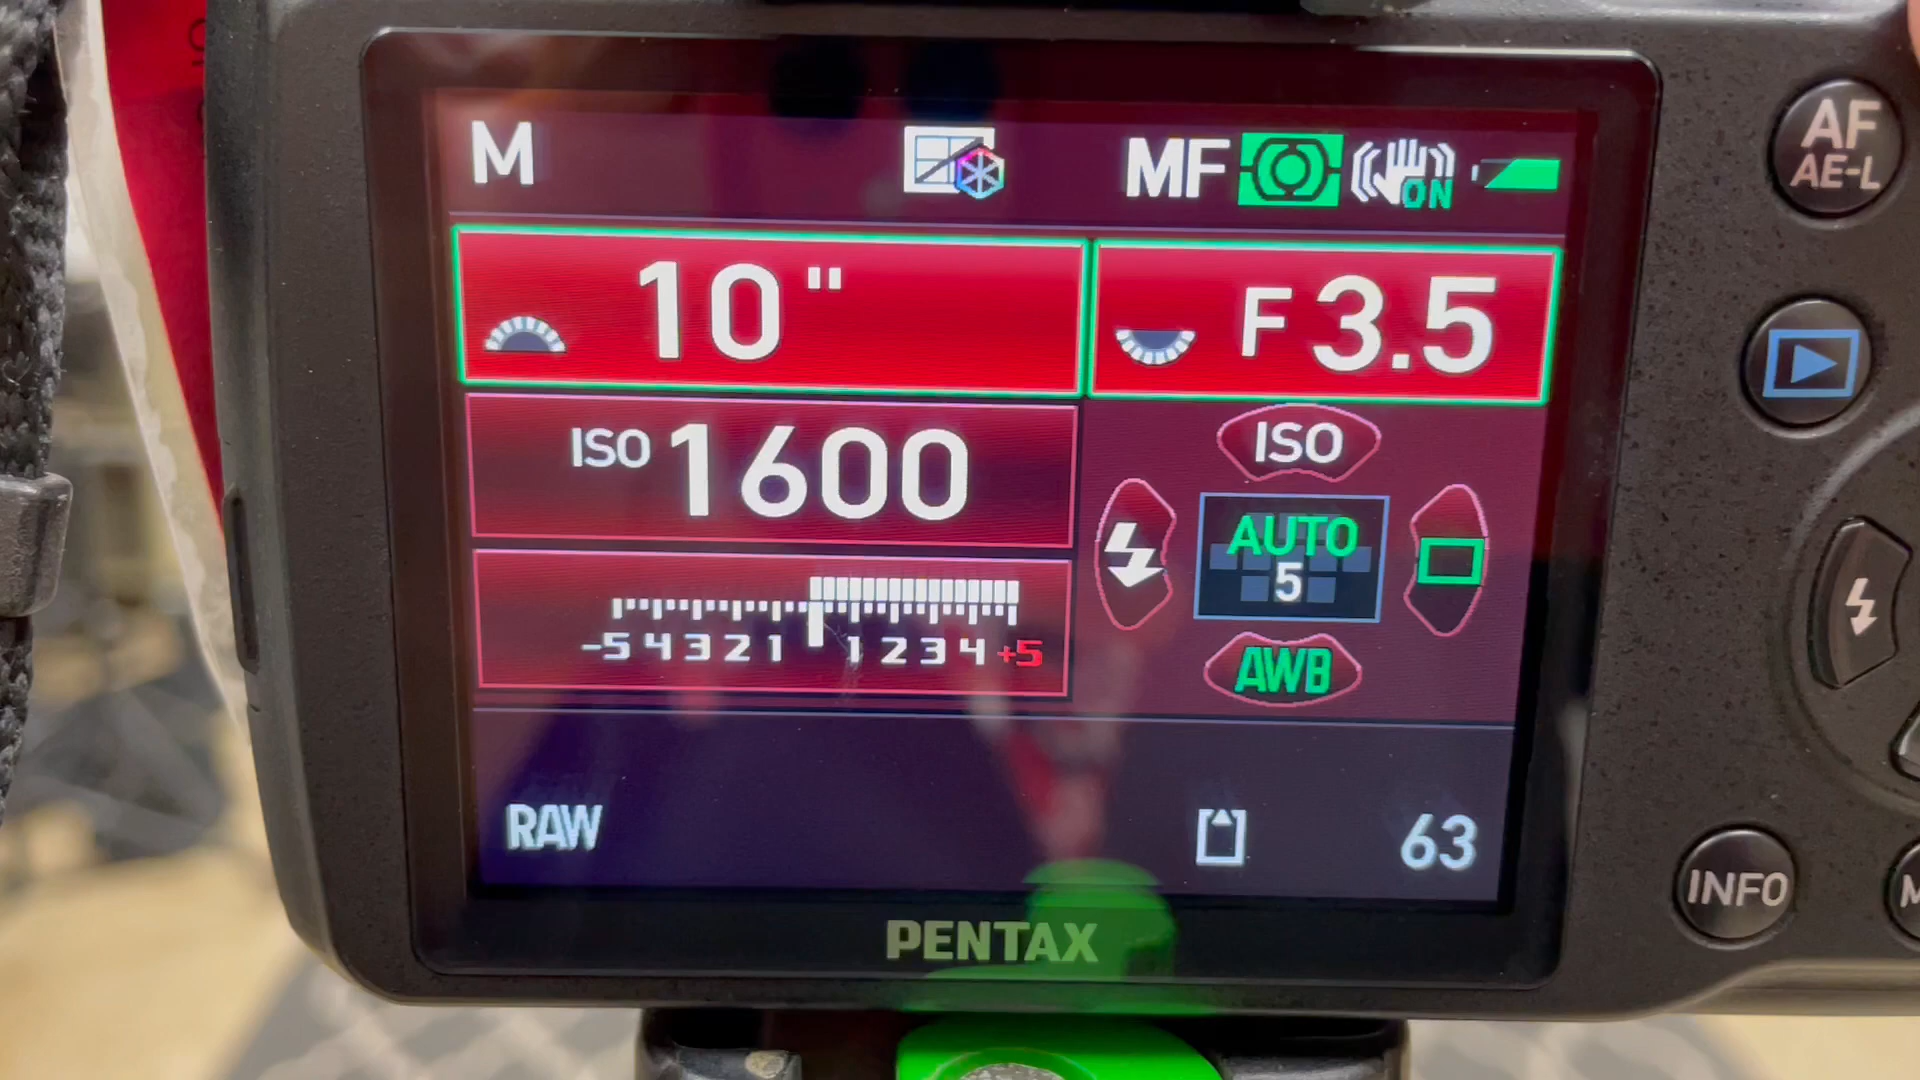 M MF ON
AF
AE-L
10" F3.5
ISO 1600
ISO
AUTO
5
-5 4 3 2 1 1 2 3 4 +5
AWB
RAW 63
INFO
PENTAX